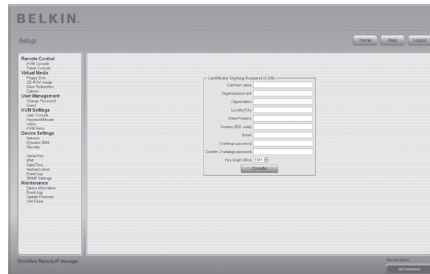 BELKIN.
Setup
Home Help Logout
Remote Control
KVM Console
Telnet Console
Virtual Media
Floppy Disk
CD-ROM Image
Drive Redirection
Options
User Management
Change Password
Users
KVM Settings
User Console
Keyboard/Mouse
Video
KVM Ports
Device Settings
Network
Dynamic DNS
Security
Serial Port
Date/Time
Authentication
Event Log
SNMP Settings
Maintenance
Device Information
Event Log
Update Firmware
Unit Reset
Certificate Signing Request (CSR)
Common name
Organizational unit
Organization
Locality/City
State/Province
Country (ISO code)
Email
Challenge password
Confirm Challenge password
Key length (bits) 1024
Create
OmniView Remote IP Manager
Remote Status